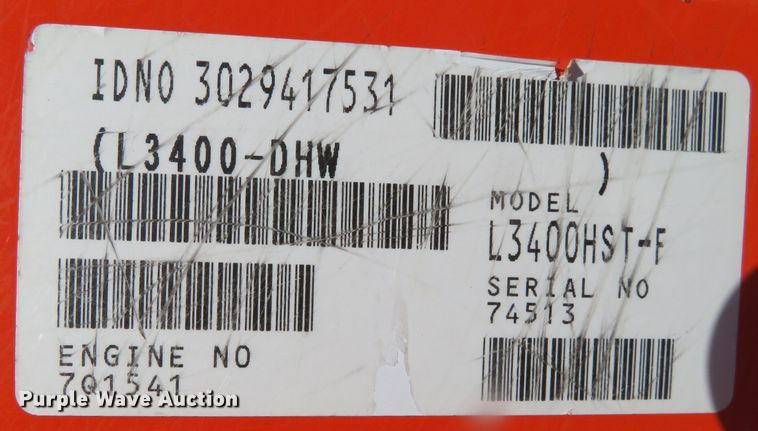 IDNO 3029417531
(L3400-DHW )
MODEL
L3400HST-F
SERIAL NO
74513
ENGINE NO
7Q1541
Purple Wave Auction